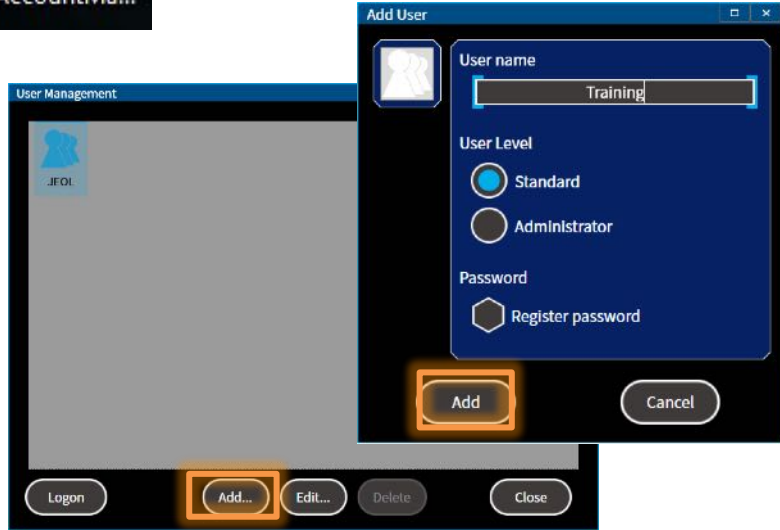 Add User
User name
Training
User Level
Standard
Administrator
Password
Register password
Add
Cancel
User Management
JEOL
Logon
Add...
Edit...
Delete
Close